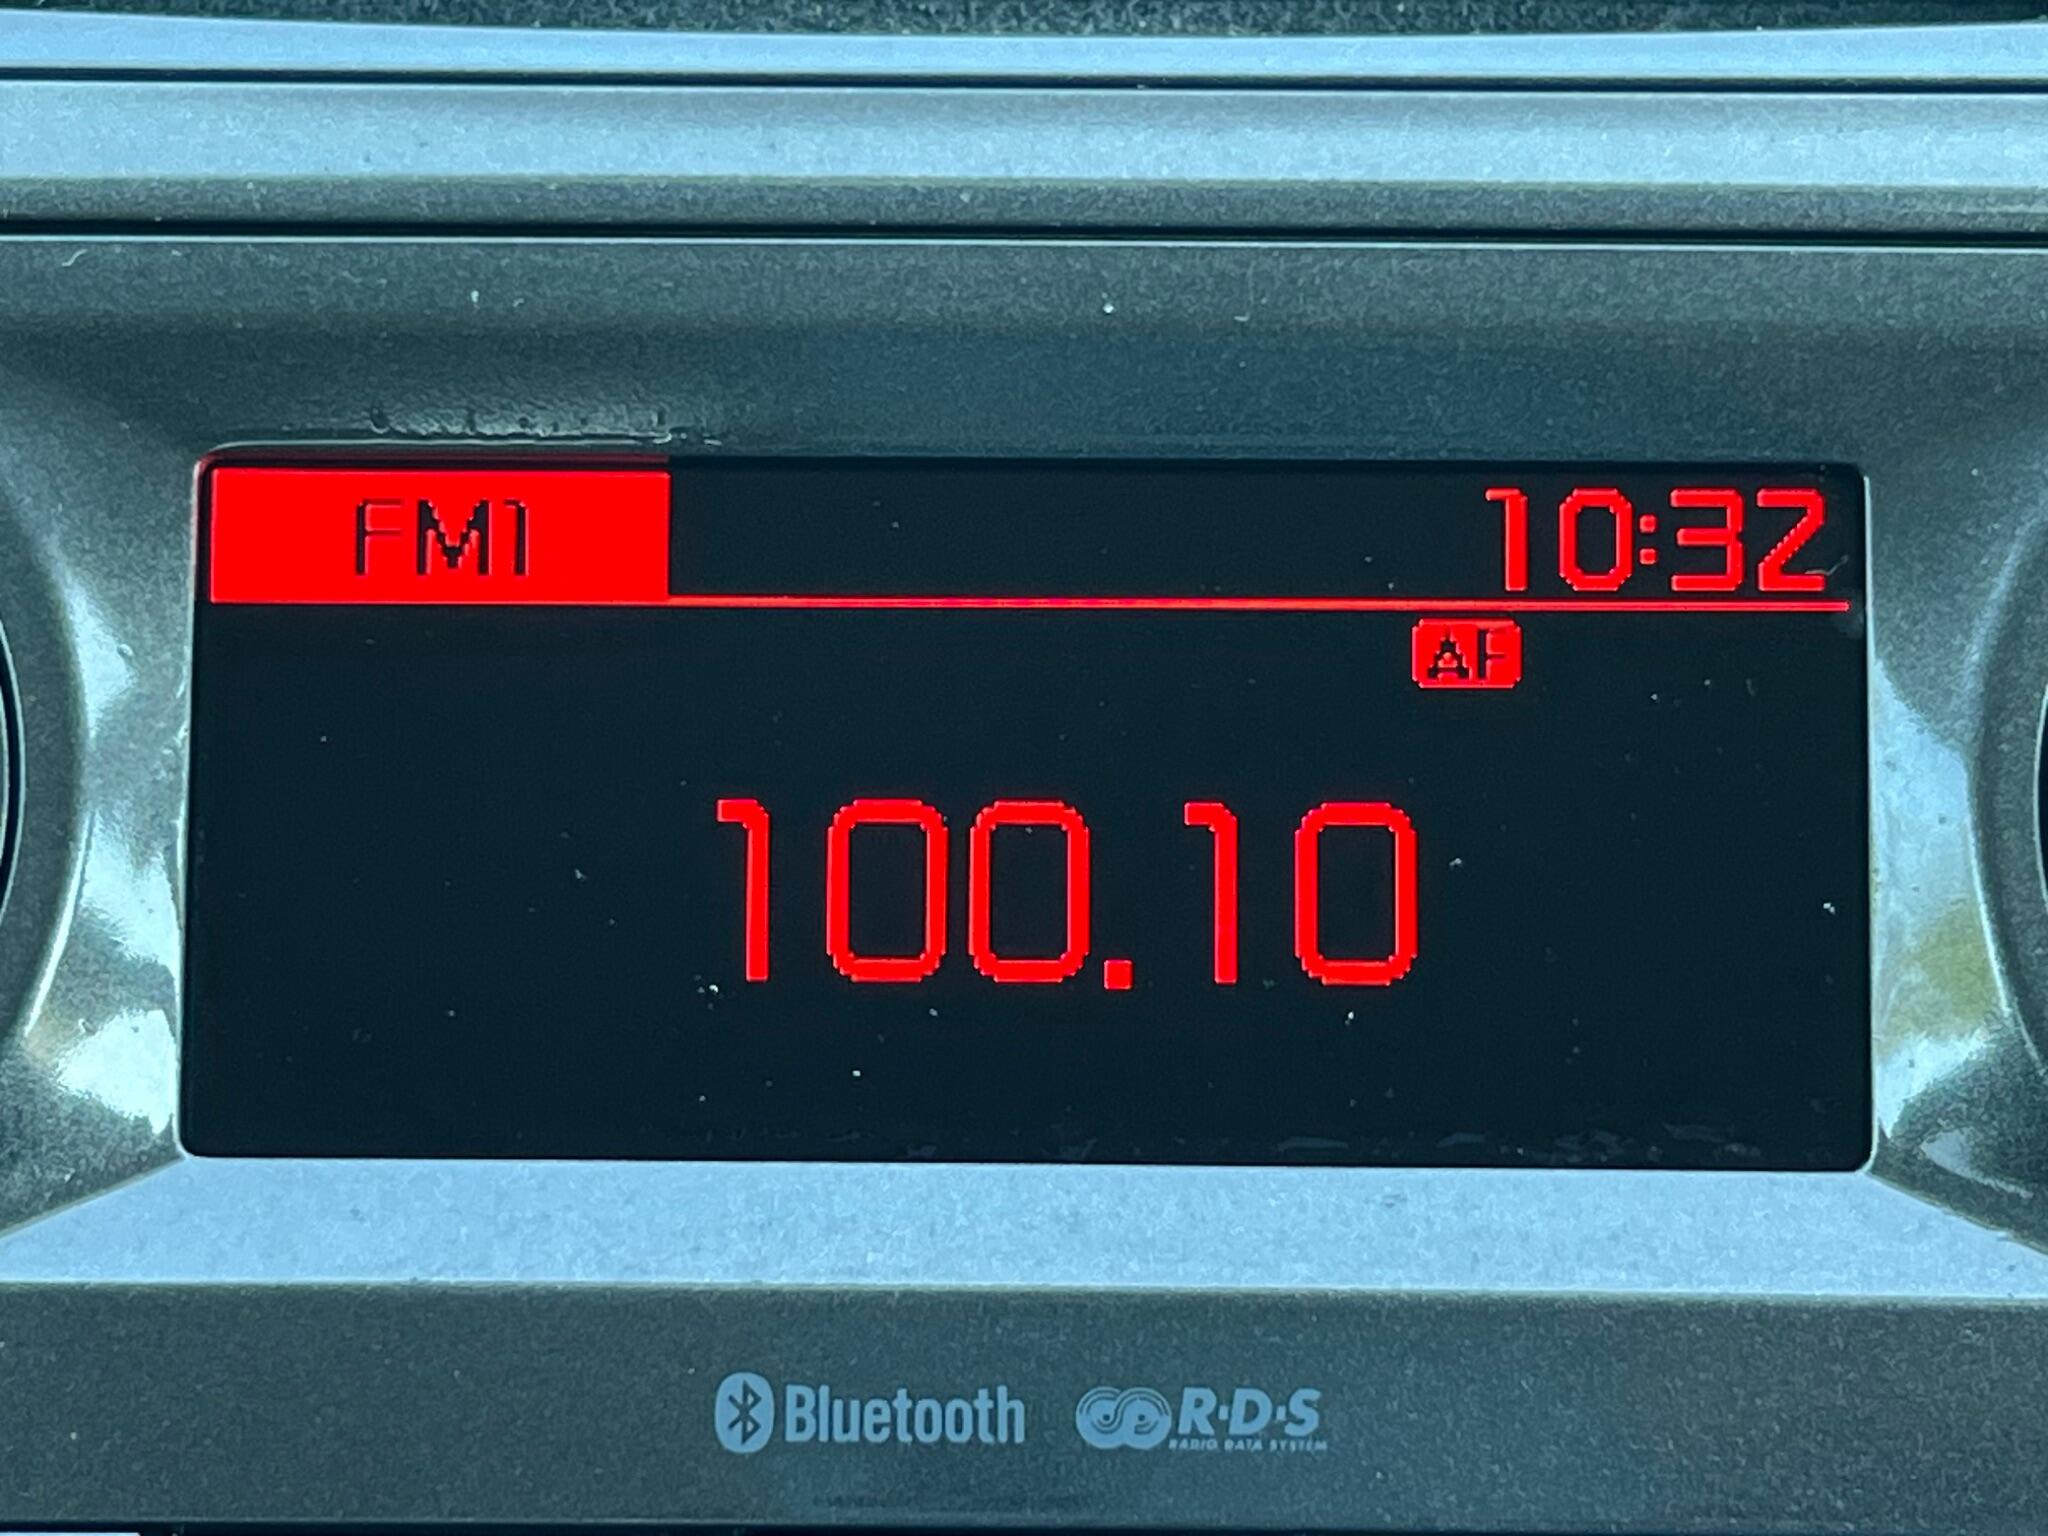 FM1 10:32
AF
100.10
Bluetooth R·D·S
RADIO DATA SYSTEM